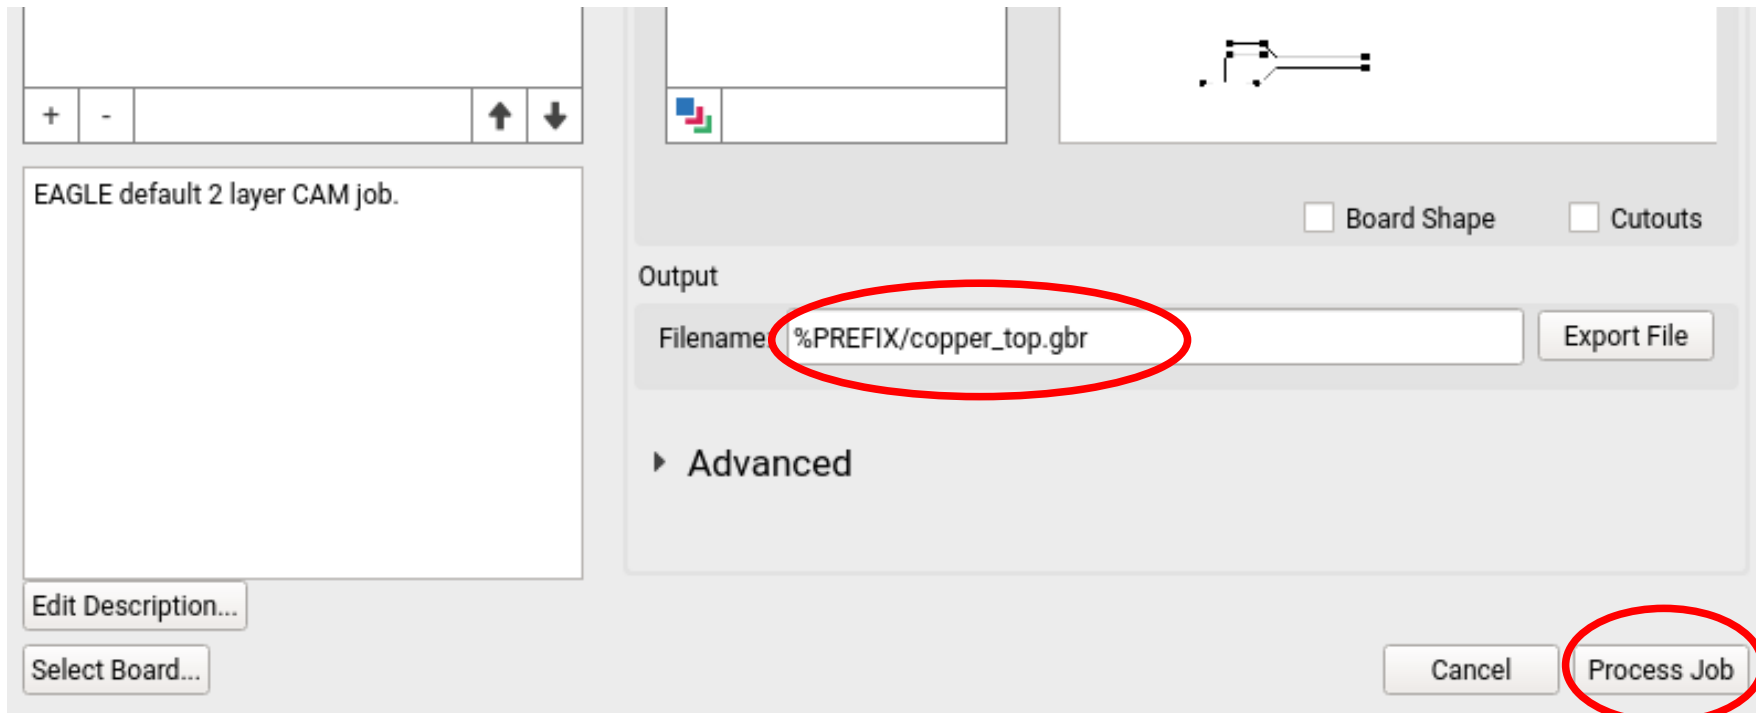 + -
EAGLE default 2 layer CAM job.
Board Shape Cutouts
Output
Filename: %PREFIX/copper_top.gbr Export File
Advanced
Edit Description...
Select Board... Cancel Process Job